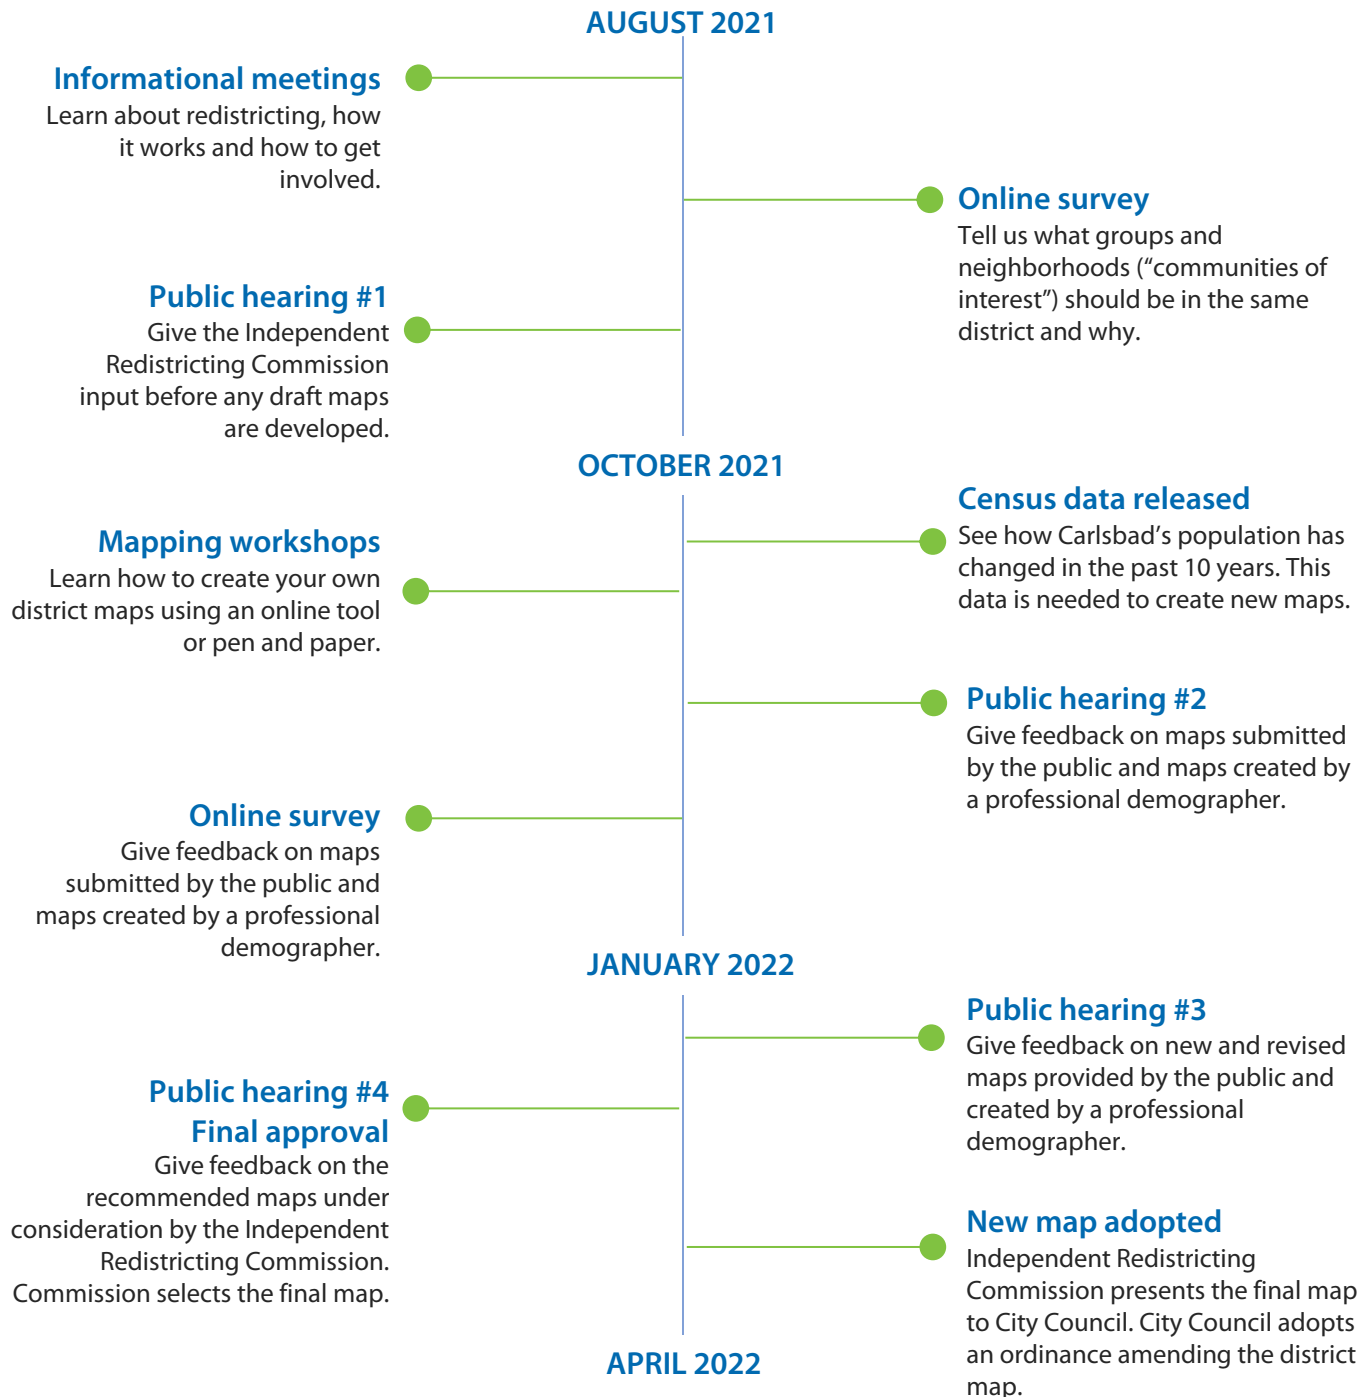 AUGUST 2021
Informational meetings
Learn about redistricting, how
it works and how to get
involved.
Online survey
Tell us what groups and
neighborhoods (“communities of
interest”) should be in the same
district and why.
Public hearing #1
Give the Independent
Redistricting Commission
input before any draft maps
are developed.
OCTOBER 2021
Census data released
See how Carlsbad’s population has
changed in the past 10 years. This
data is needed to create new maps.
Mapping workshops
Learn how to create your own
district maps using an online tool
or pen and paper.
Public hearing #2
Give feedback on maps submitted
by the public and maps created by
a professional demographer.
Online survey
Give feedback on maps
submitted by the public and
maps created by a professional
demographer.
JANUARY 2022
Public hearing #3
Give feedback on new and revised
maps provided by the public and
created by a professional
demographer.
Public hearing #4
Final approval
Give feedback on the
recommended maps under
consideration by the Independent
Redistricting Commission.
Commission selects the final map.
New map adopted
Independent Redistricting
Commission presents the final map
to City Council. City Council adopts
an ordinance amending the district
map.
APRIL 2022